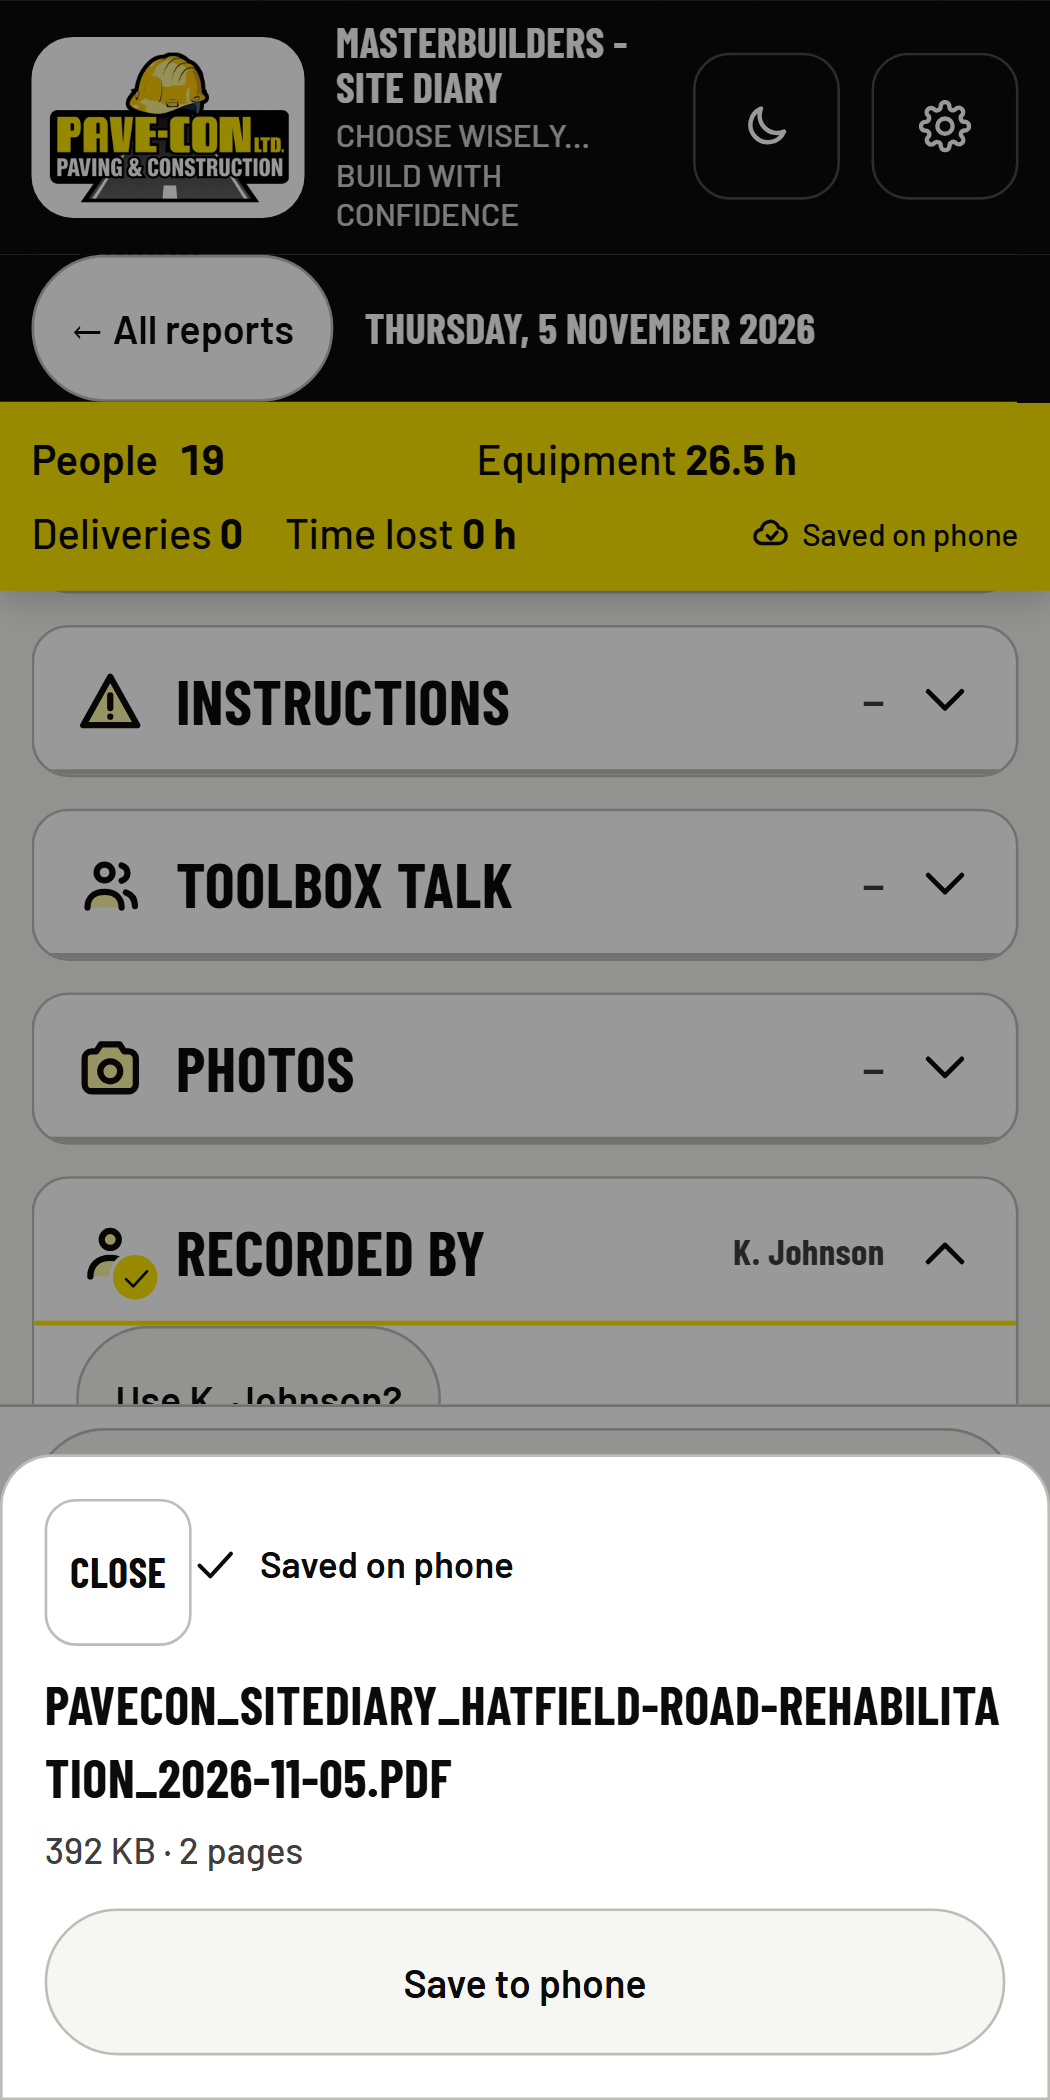 PAVE-CON LTD.
PAVING & CONSTRUCTION
MASTERBUILDERS -
SITE DIARY
CHOOSE WISELY...
BUILD WITH
CONFIDENCE
← All reports
THURSDAY, 5 NOVEMBER 2026
People 19 Equipment 26.5 h
Deliveries 0 Time lost 0 h Saved on phone
INSTRUCTIONS –
TOOLBOX TALK –
PHOTOS –
RECORDED BY K. Johnson
Use K. Johnson?
CLOSE Saved on phone
PAVECON_SITEDIARY_HATFIELD-ROAD-REHABILITA
TION_2026-11-05.PDF
392 KB · 2 pages
Save to phone